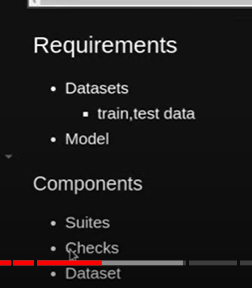 Requirements
Datasets
train,test data
Model
Components
Suites
Checks
Dataset